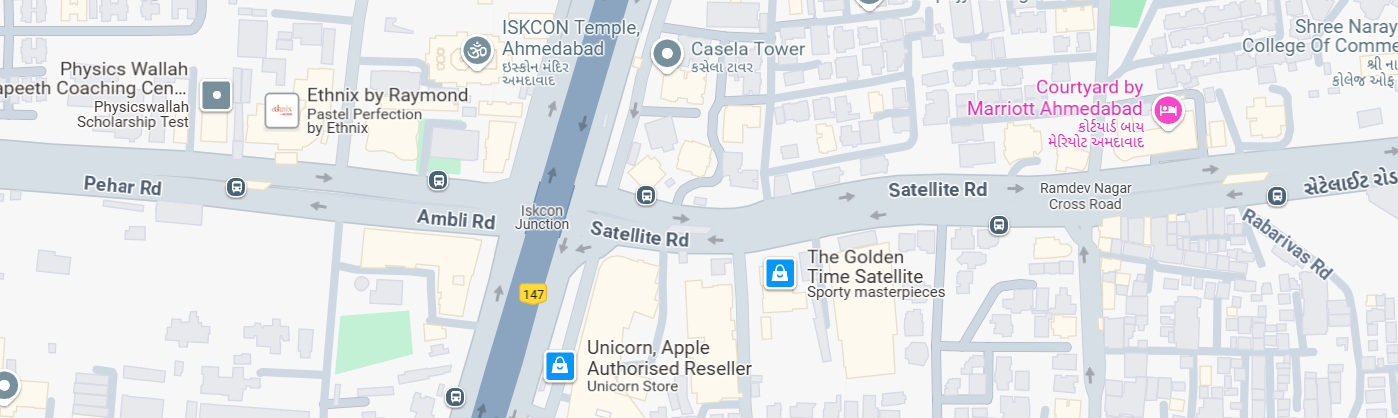 ISKCON Temple,
Ahmedabad
ઇસ્કોન મંદિર
અમદાવાદ
Casela Tower
કસેલા ટાવર
Shree Naray
College Of Comme
શ્રી ના
કોલેજ ઓફ
Physics Wallah
apeeth Coaching Cen...
Physicswallah
Scholarship Test
Ethnix by Raymond
Pastel Perfection
by Ethnix
Courtyard by
Marriott Ahmedabad
કોર્ટયાર્ડ બાય
મેરિયોટ અમદાવાદ
Pehar Rd
Ambli Rd
Iskcon
Junction
Satellite Rd
Satellite Rd
Ramdev Nagar
Cross Road
સેટેલાઈટ રોડ
Rabarivas Rd
The Golden
Time Satellite
Sporty masterpieces
147
Unicorn, Apple
Authorised Reseller
Unicorn Store